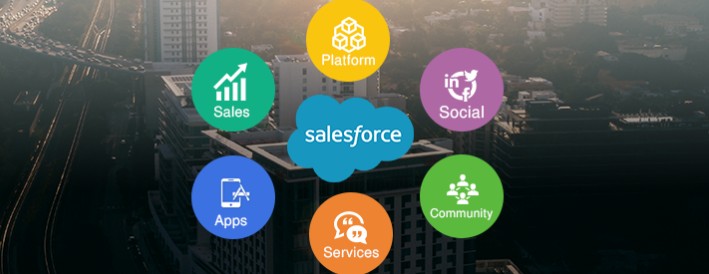 Platform
Sales
Social
salesforce
Apps
Community
Services